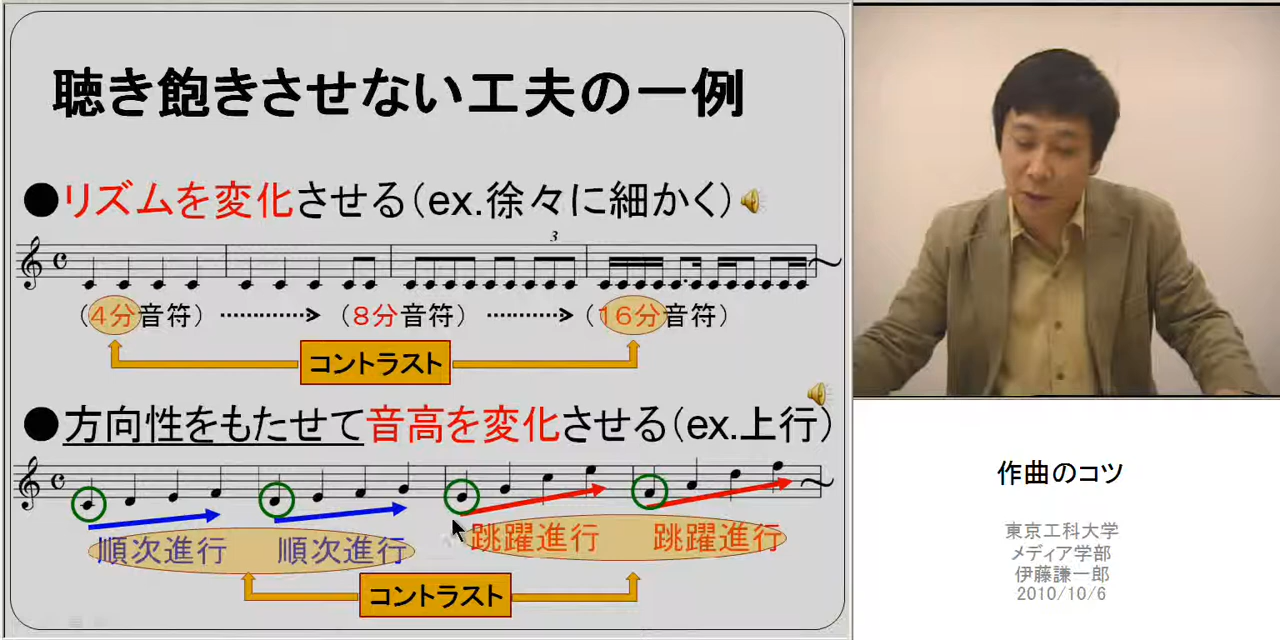 聴き飽きさせない工夫の一例
●リズムを変化させる(ex.徐々に細かく)
3
(4分音符) ┈┈> (8分音符) ┈┈> (16分音符)
コントラスト
●方向性をもたせて音高を変化させる(ex.上行)
順次進行 順次進行 跳躍進行 跳躍進行
コントラスト
作曲のコツ
東京工科大学
メディア学部
伊藤謙一郎
2010/10/6